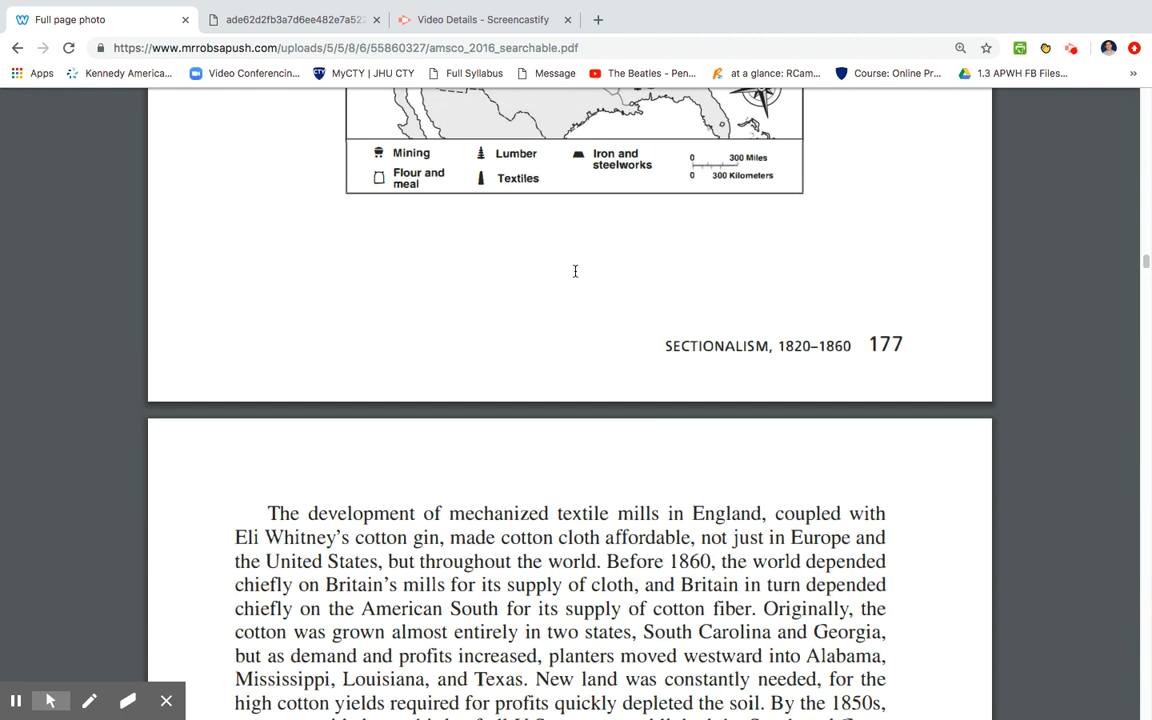 Full page photo
ade62d2fb3a7d6ee482e7a522
Video Details - Screencastify
https://www.mrrobsapush.com/uploads/5/5/8/6/55860327/amsco_2016_searchable.pdf
Apps
Kennedy America...
Video Conferencin...
MyCTY | JHU CTY
Full Syllabus
Message
The Beatles - Pen...
at a glance: RCam...
Course: Online Pr...
1.3 APWH FB Files...
»
Mining
Lumber
Iron and
steelworks
Flour and
meal
Textiles
0 300 Miles
0 300 Kilometers
SECTIONALISM, 1820–1860 177
The development of mechanized textile mills in England, coupled with
Eli Whitney's cotton gin, made cotton cloth affordable, not just in Europe and
the United States, but throughout the world. Before 1860, the world depended
chiefly on Britain's mills for its supply of cloth, and Britain in turn depended
chiefly on the American South for its supply of cotton fiber. Originally, the
cotton was grown almost entirely in two states, South Carolina and Georgia,
but as demand and profits increased, planters moved westward into Alabama,
Mississippi, Louisiana, and Texas. New land was constantly needed, for the
high cotton yields required for profits quickly depleted the soil. By the 1850s,